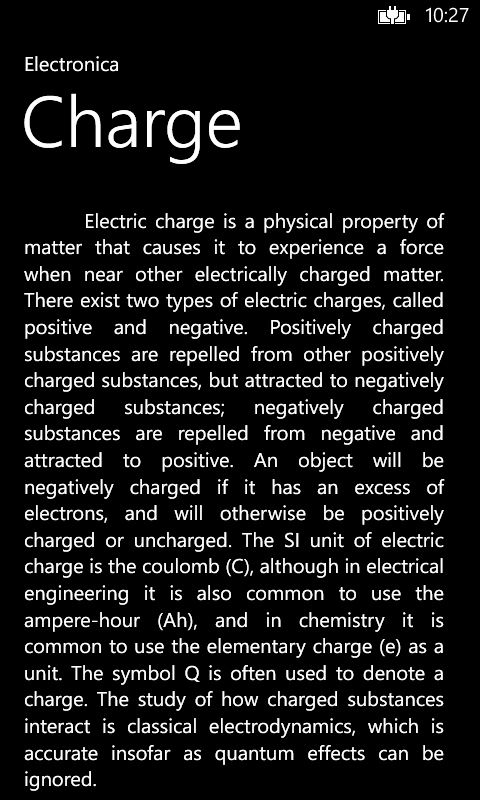 10:27
Electronica
Charge
Electric charge is a physical property of
matter that causes it to experience a force
when near other electrically charged matter.
There exist two types of electric charges, called
positive and negative. Positively charged
substances are repelled from other positively
charged substances, but attracted to negatively
charged substances; negatively charged
substances are repelled from negative and
attracted to positive. An object will be
negatively charged if it has an excess of
electrons, and will otherwise be positively
charged or uncharged. The SI unit of electric
charge is the coulomb (C), although in electrical
engineering it is also common to use the
ampere-hour (Ah), and in chemistry it is
common to use the elementary charge (e) as a
unit. The symbol Q is often used to denote a
charge. The study of how charged substances
interact is classical electrodynamics, which is
accurate insofar as quantum effects can be
ignored.